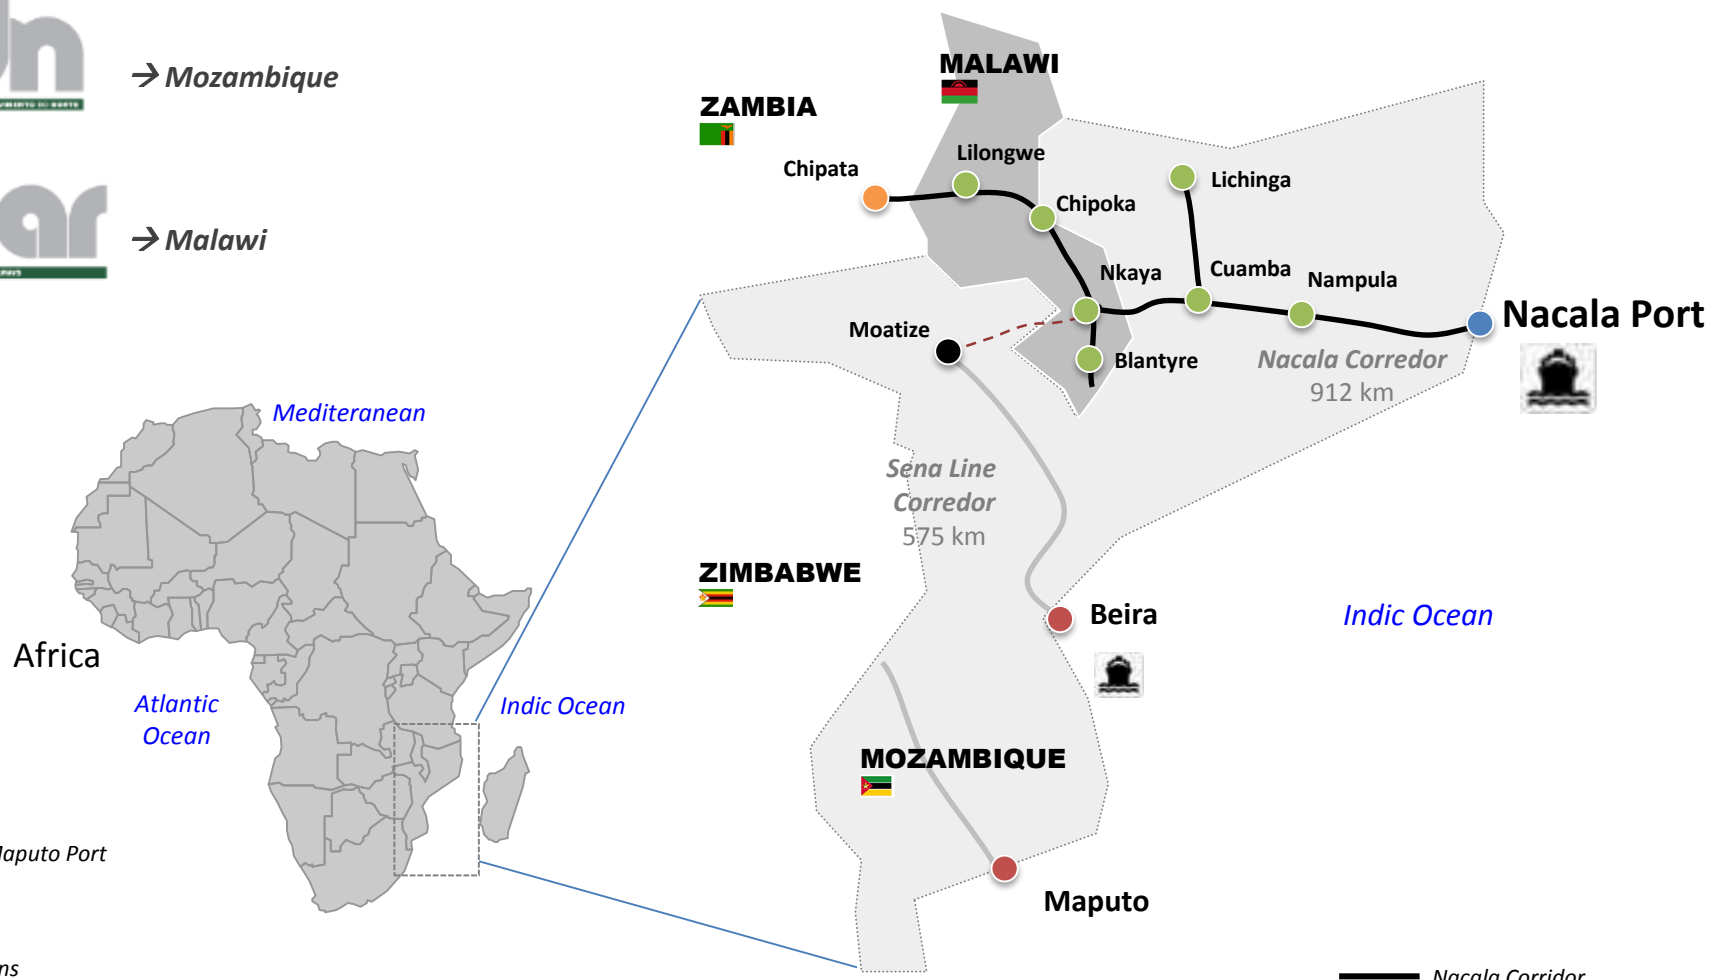 → Mozambique
→ Malawi
MALAWI
ZAMBIA
Chipata
Lilongwe
Chipoka
Lichinga
Nkaya
Cuamba
Nampula
Nacala Port
Moatize
Blantyre
Nacala Corredor
912 km
Mediteranean
Sena Line
Corredor
575 km
ZIMBABWE
Beira
Indic Ocean
Africa
Atlantic
Ocean
Indic Ocean
MOZAMBIQUE
Maputo Port
Maputo
Nacala Corridor